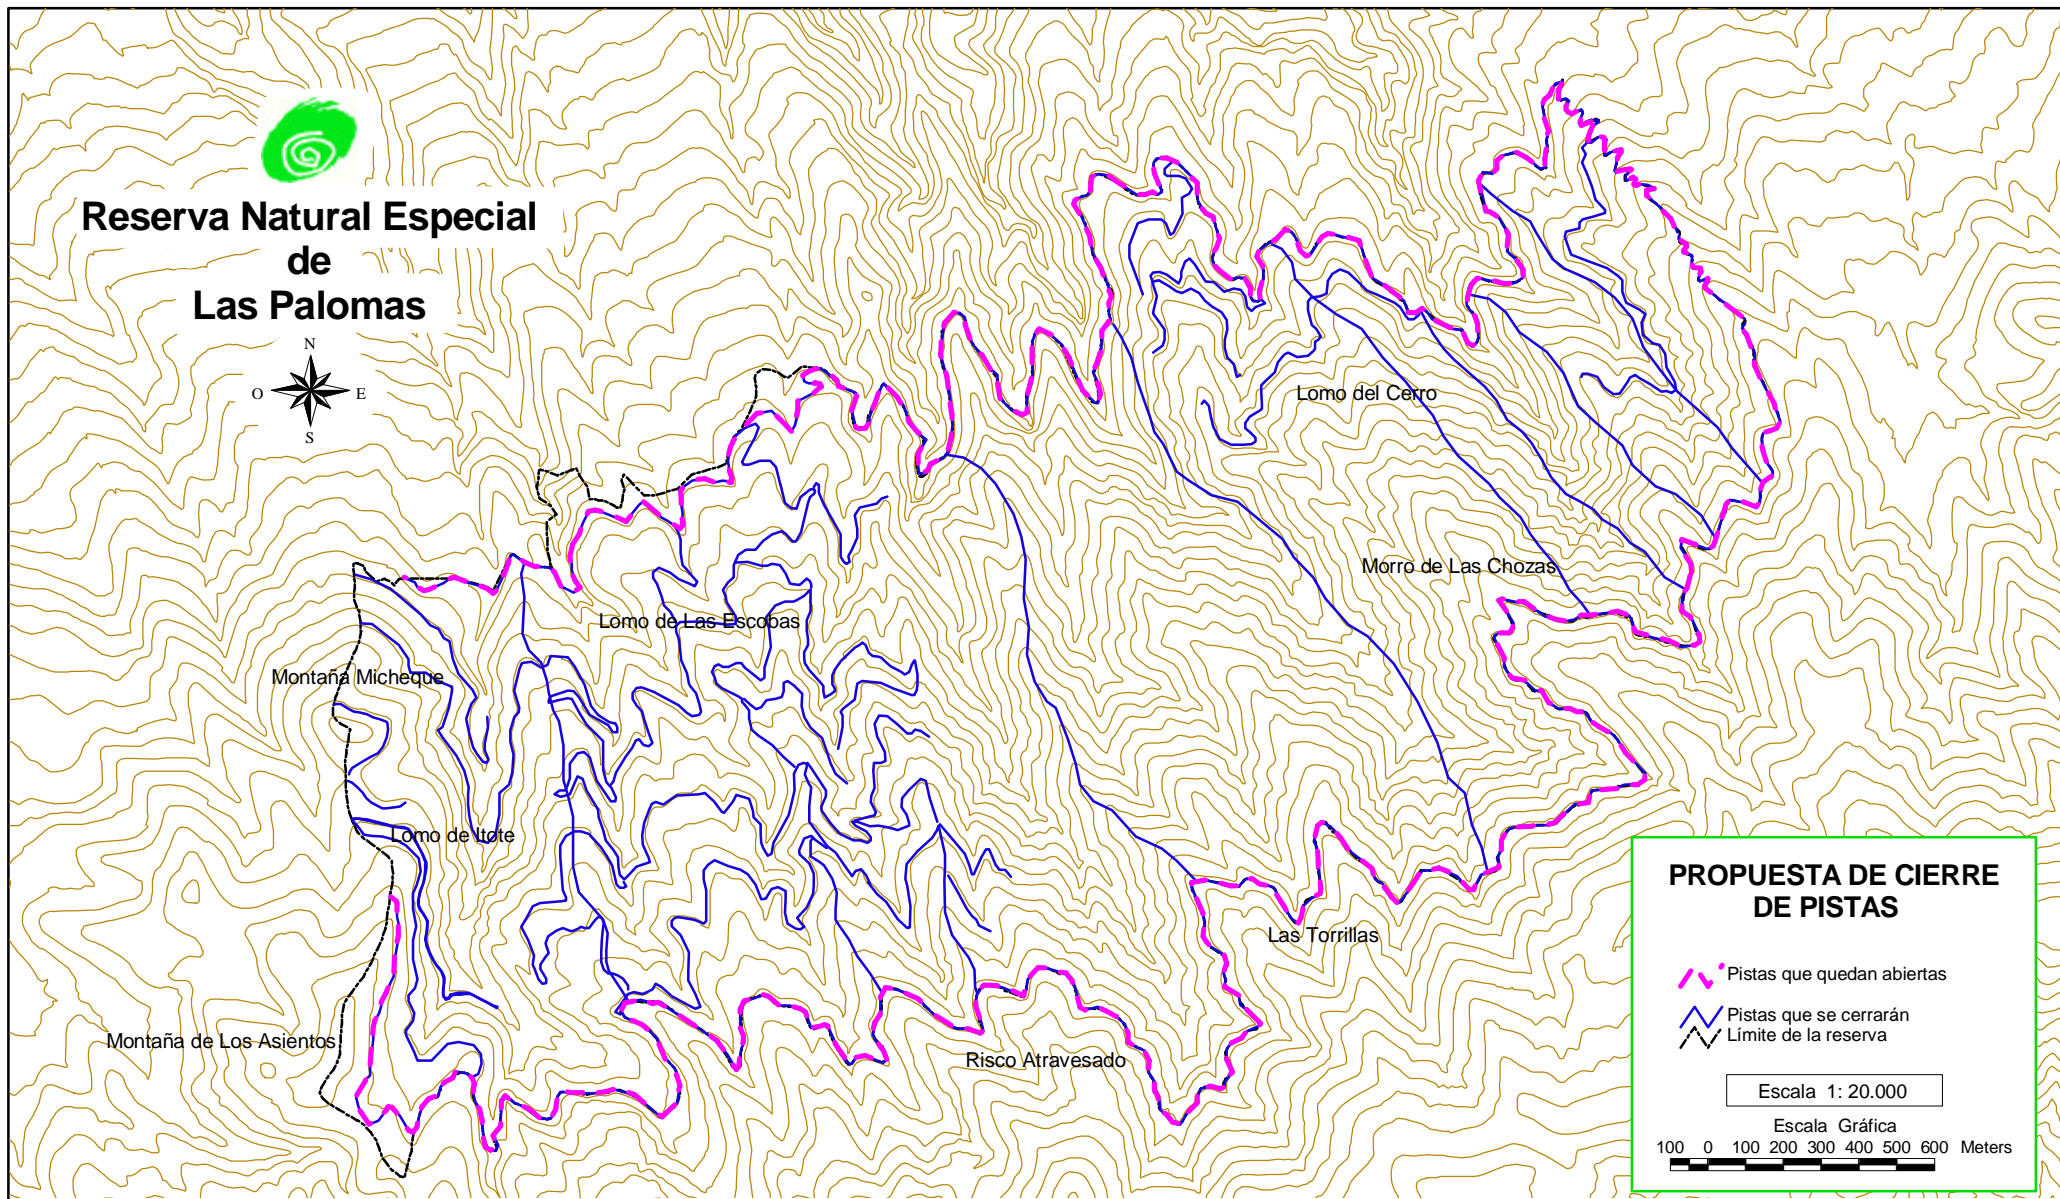 Reserva Natural Especial
de
Las Palomas
N
O
E
S
Lomo del Cerro
Morro de Las Chozas
Lomo de Las Escobas
Montaña Micheque
Lomo de Itote
Las Torrillas
Montaña de Los Asientos
Risco Atravesado
PROPUESTA DE CIERRE
DE PISTAS
Pistas que quedan abiertas
Pistas que se cerrarán
Límite de la reserva
Escala 1: 20.000
Escala Gráfica
100 0 100 200 300 400 500 600 Meters